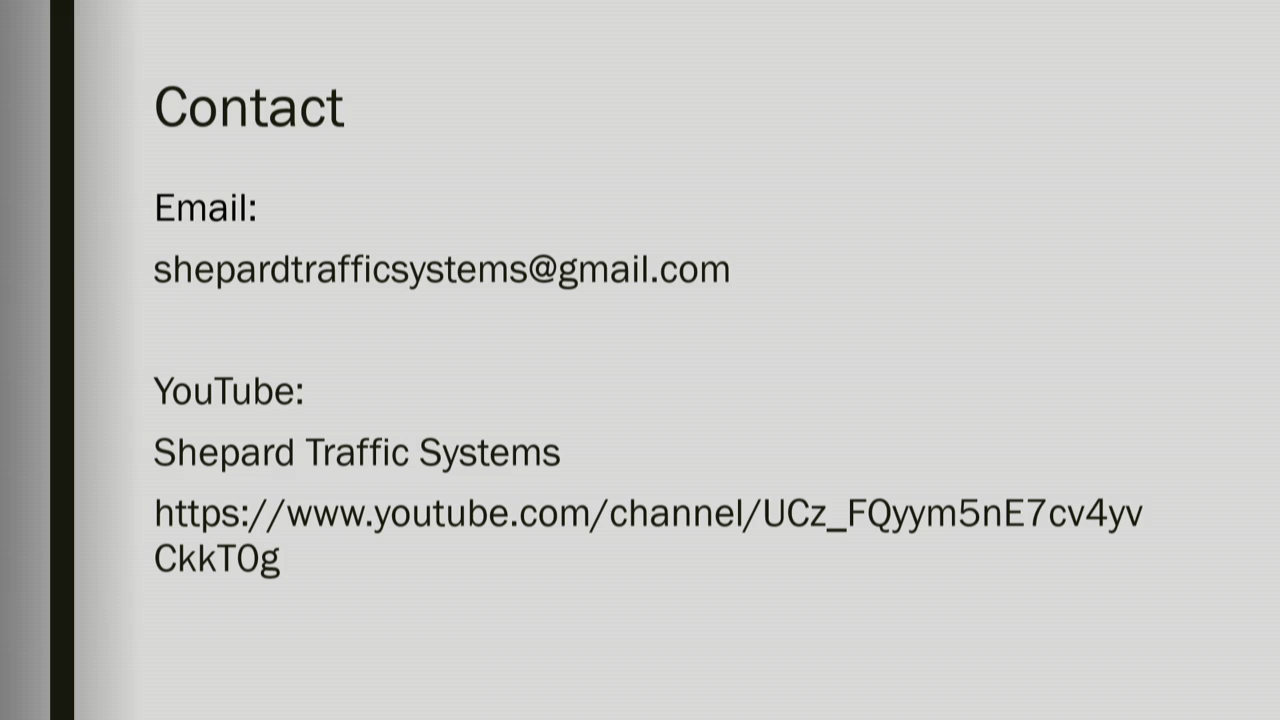 Contact
Email:
shepardtrafficsystems@gmail.com
YouTube:
Shepard Traffic Systems
https://www.youtube.com/channel/UCz_FQyym5nE7cv4yv
CkkT0g